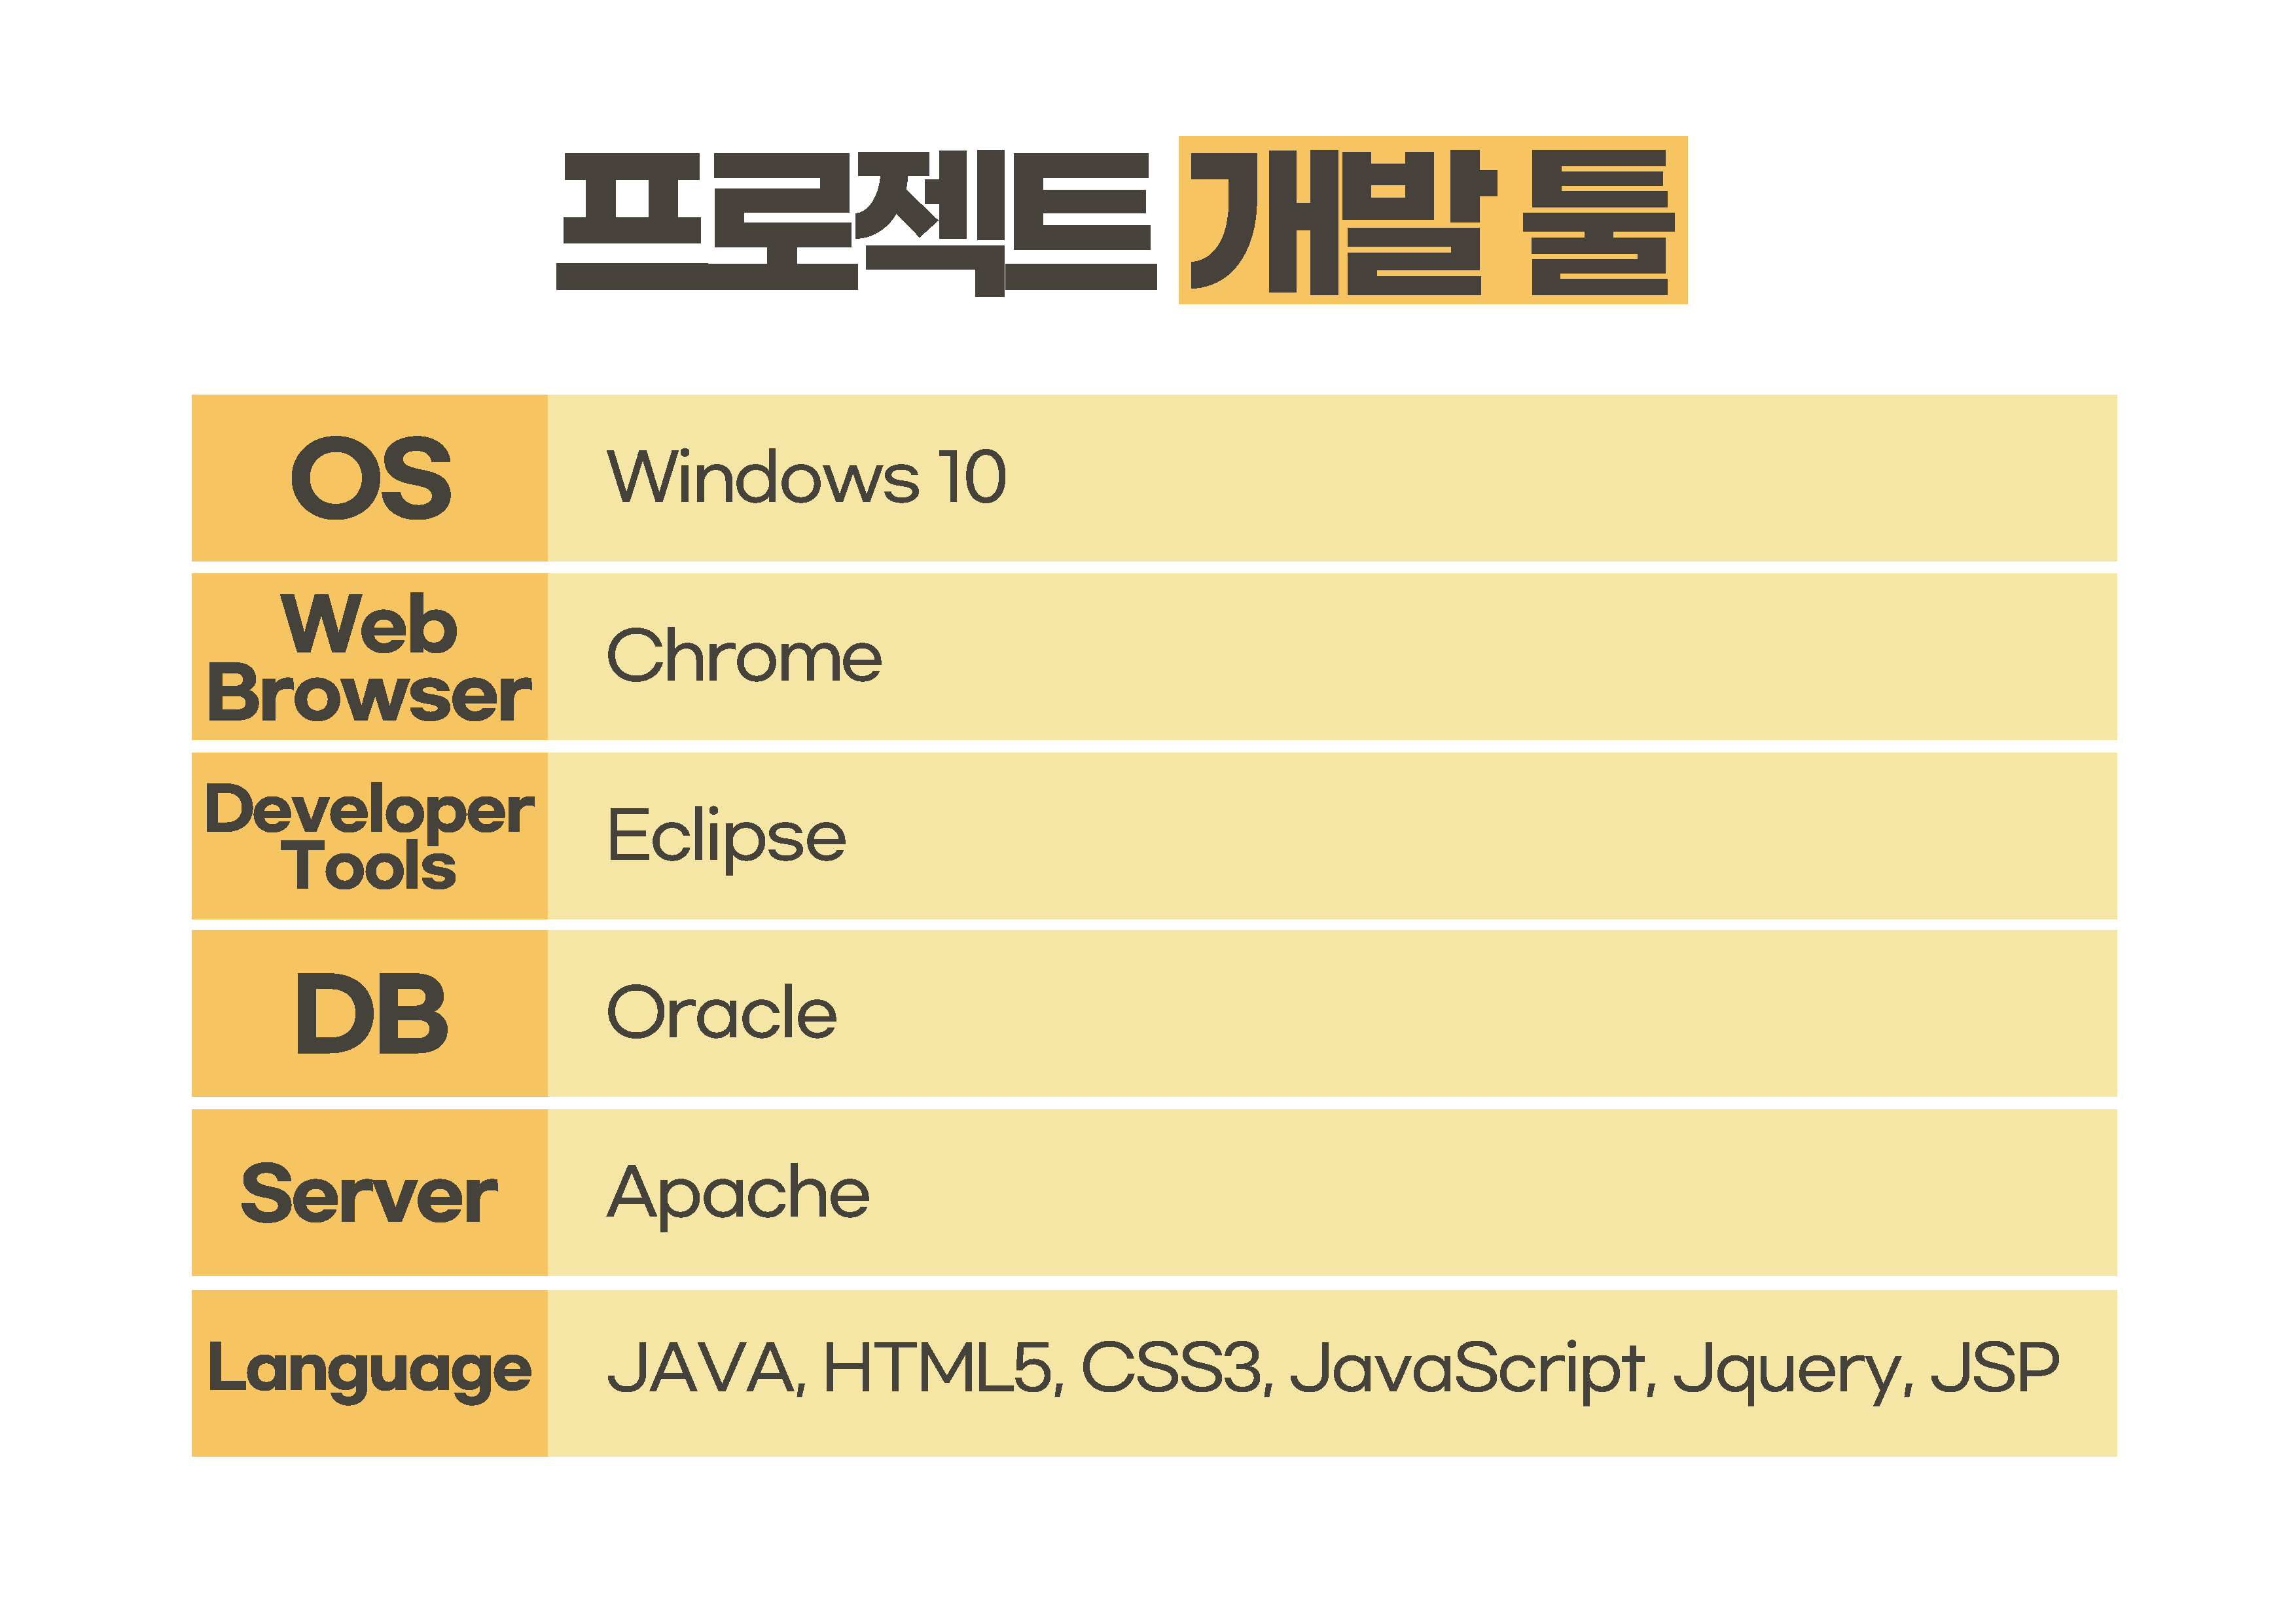 프로젝트 개발 툴
OS
Windows 10
Web
Browser
Chrome
Developer
Tools
Eclipse
DB
Oracle
Server
Apache
Language
JAVA, HTML5, CSS3, JavaScript, Jquery, JSP